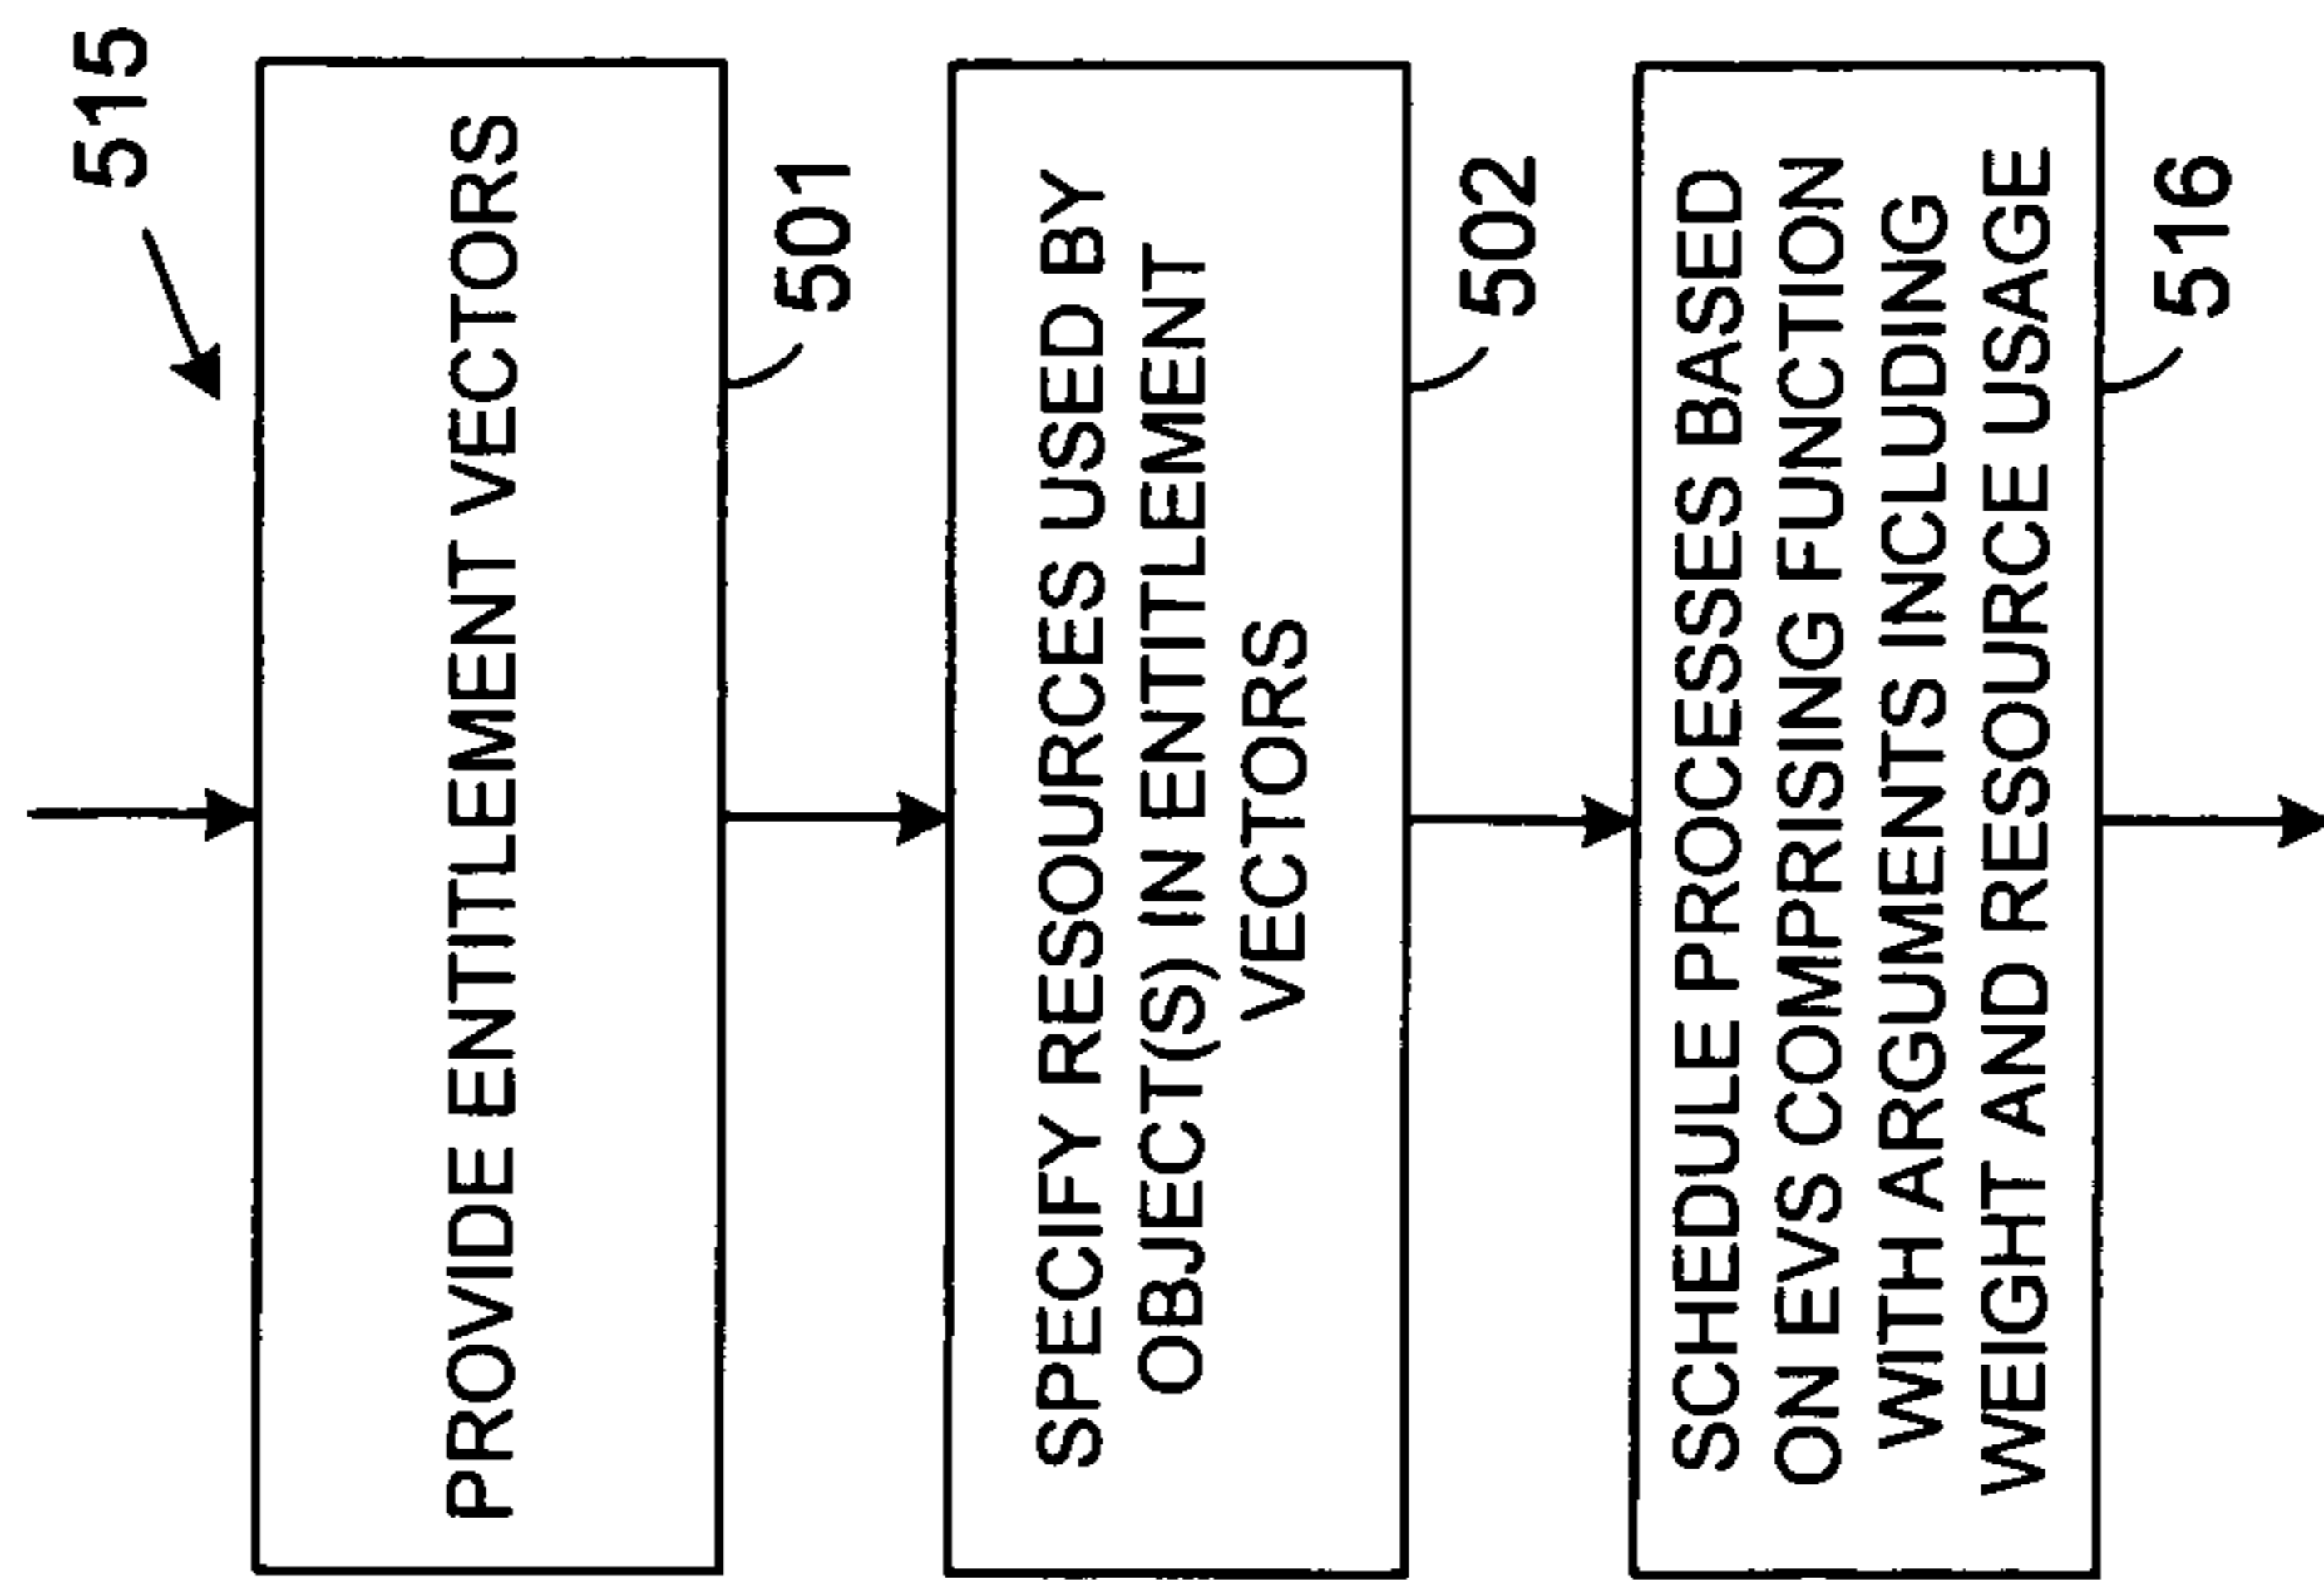 515
PROVIDE ENTITLEMENT VECTORS
501
SPECIFY RESOURCES USED BY
OBJECT(S) IN ENTITLEMENT
VECTORS
502
SCHEDULE PROCESSES BASED
ON EVS COMPRISING FUNCTION
WITH ARGUMENTS INCLUDING
WEIGHT AND RESOURCE USAGE
516